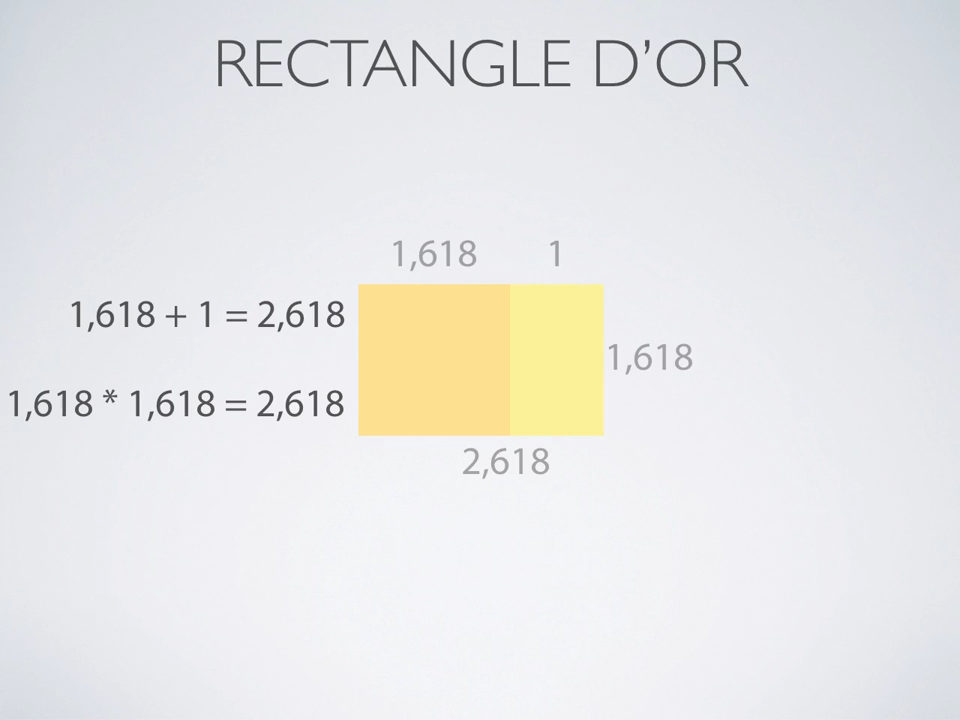 RECTANGLE D’OR
1,618 1
1,618 + 1 = 2,618
1,618
1,618 * 1,618 = 2,618
2,618